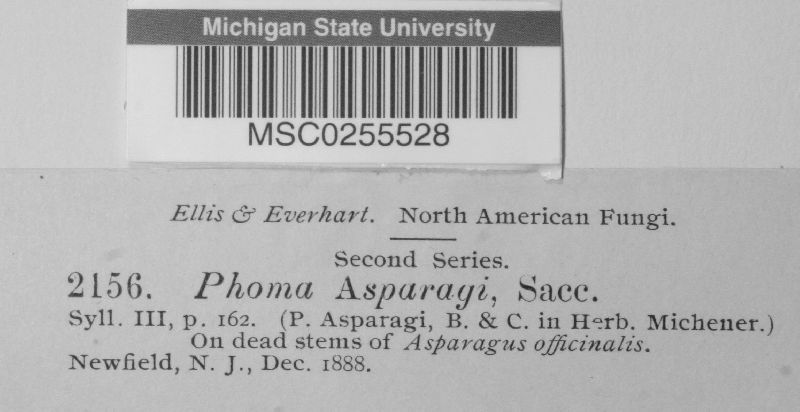 Michigan State University
MSC0255528
Ellis & Everhart. North American Fungi.
Second Series.
2156. Phoma Asparagi, Sacc.
Syll. III, p. 162. (P. Asparagi, B. & C. in Herb. Michener.)
On dead stems of Asparagus officinalis.
Newfield, N. J., Dec. 1888.